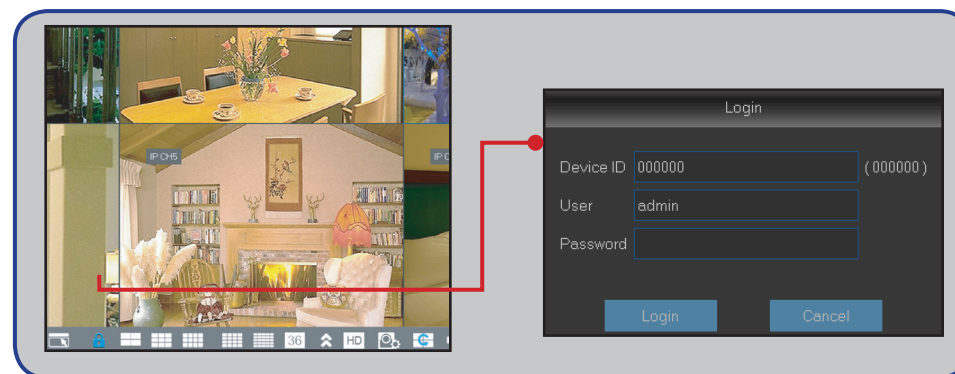 IP CH5
IP C
36
HD
Login
Device ID 000000 (000000)
User admin
Password
Login Cancel